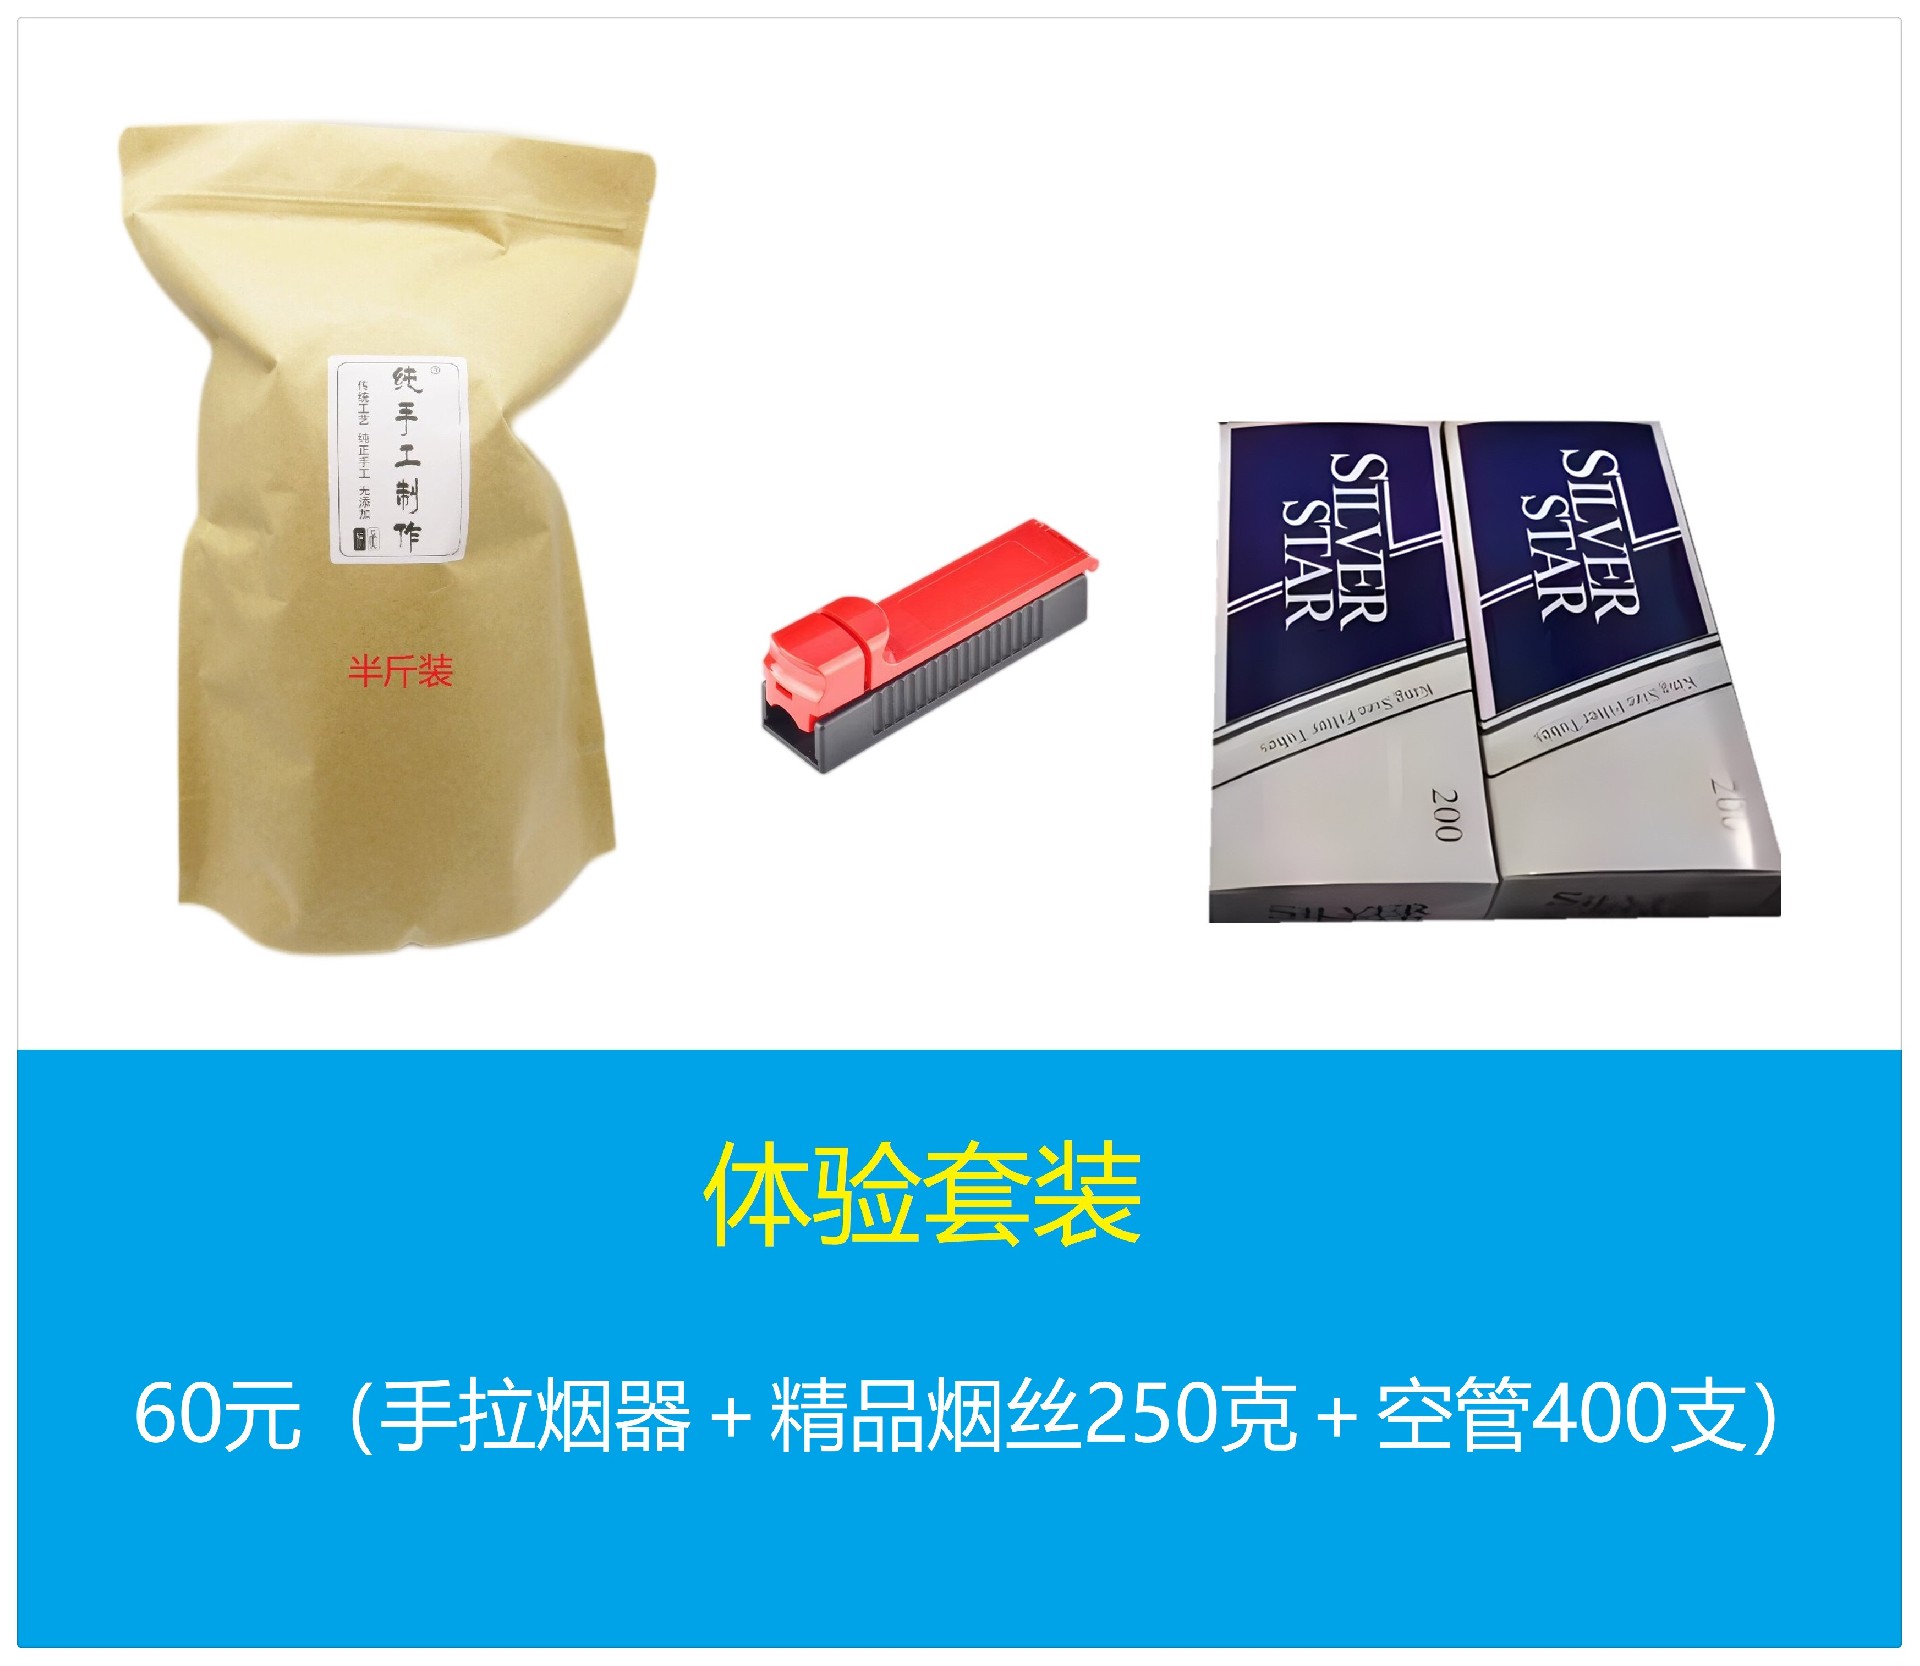 纯手工制作
传统工艺 纯正手工 无添加
半斤装
SILVER
STAR
King Size Filter Tubes
200
SILVER
STAR
King Size Filter Tubes
200
SILVER
体验套装
60元（手拉烟器+精品烟丝250克+空管400支）